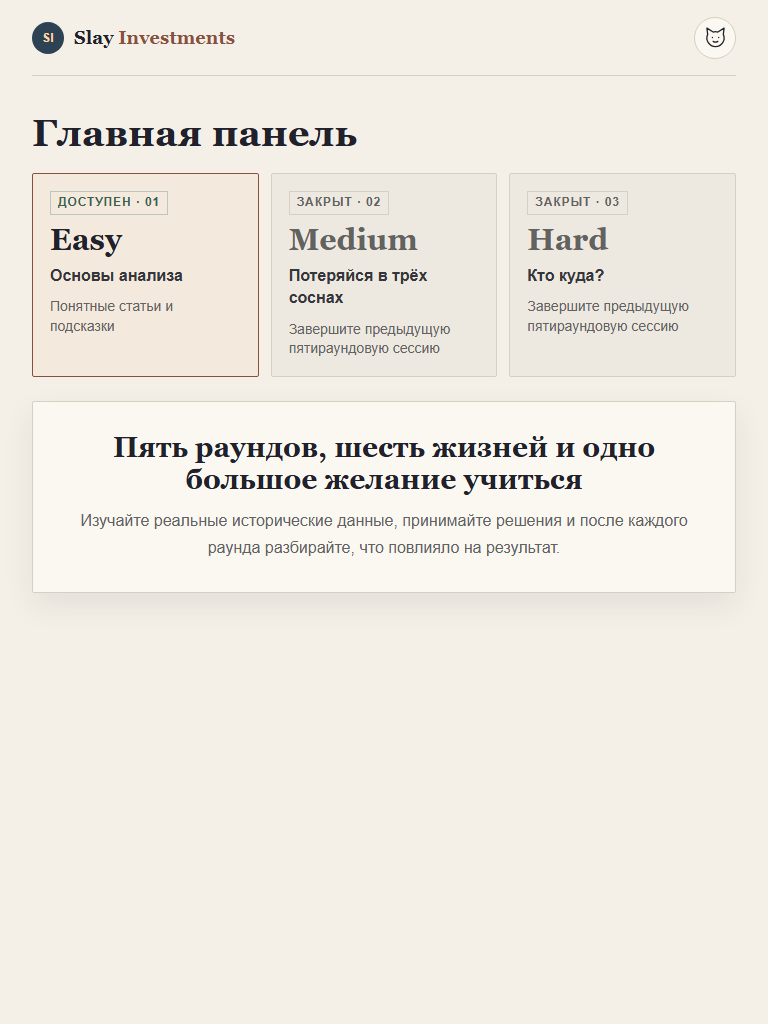 SI Slay Investments
Главная панель
ДОСТУПЕН · 01
Easy
Основы анализа
Понятные статьи и
подсказки
ЗАКРЫТ · 02
Medium
Потеряйся в трёх
соснах
Завершите предыдущую
пятираундовую сессию
ЗАКРЫТ · 03
Hard
Кто куда?
Завершите предыдущую
пятираундовую сессию
Пять раундов, шесть жизней и одно
большое желание учиться
Изучайте реальные исторические данные, принимайте решения и после каждого
раунда разбирайте, что повлияло на результат.